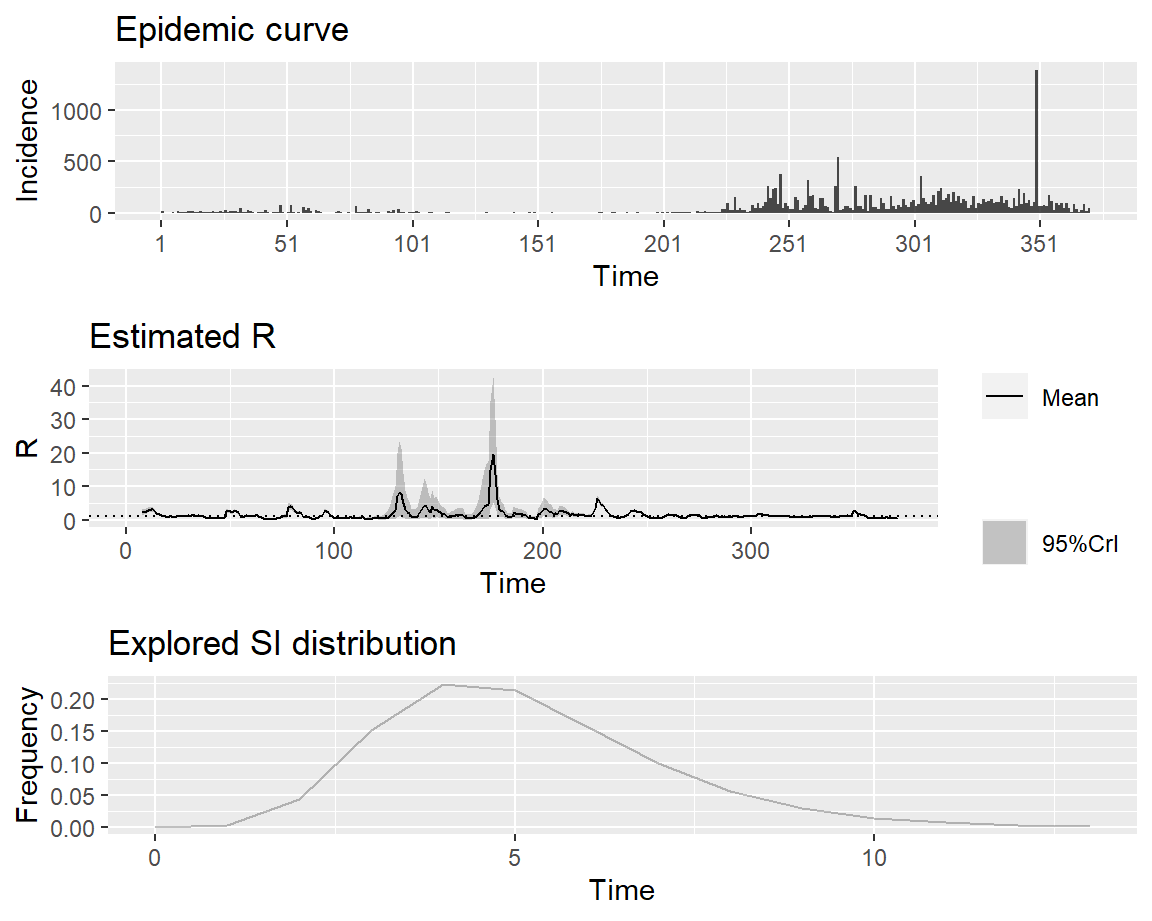 Epidemic curve
Incidence
1000
500
0
1 51 101 151 201 251 301 351
Time
Estimated R
R
40
30
20
10
0
0 100 200 300
Time
Mean
95%CrI
Explored SI distribution
Frequency
0.20
0.15
0.10
0.05
0.00
0 5 10
Time